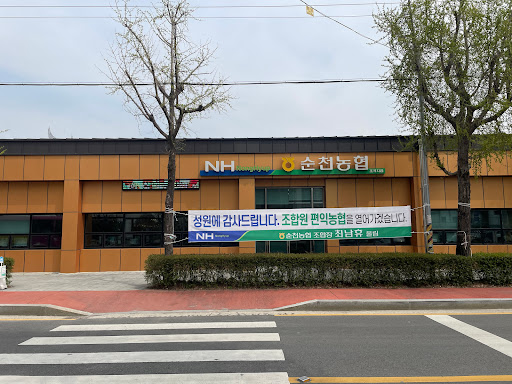 NH 순천농협
성원에 감사드립니다. 조합원 편익농협을 열어가겠습니다.
NH 순천농협 조합장 최남휴 올림